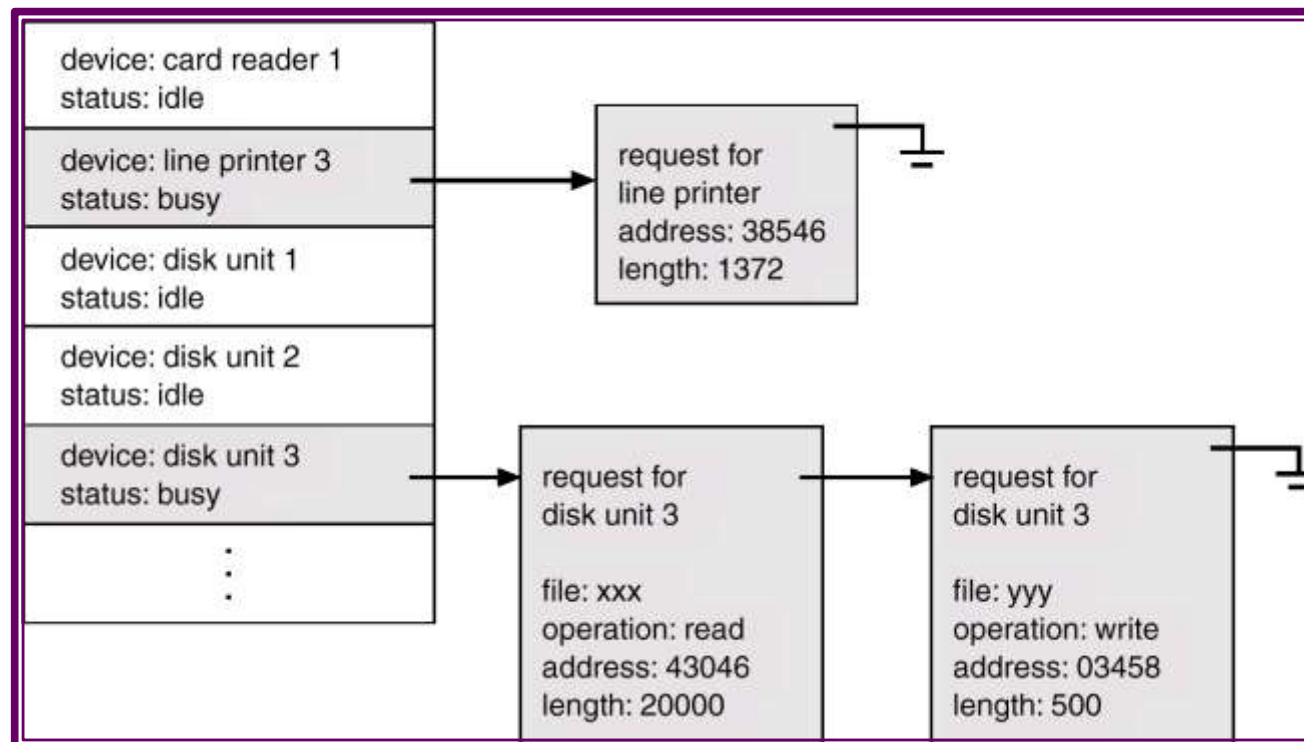 device: card reader 1
status: idle
device: line printer 3
status: busy
device: disk unit 1
status: idle
device: disk unit 2
status: idle
device: disk unit 3
status: busy
request for
line printer
address: 38546
length: 1372
request for
disk unit 3
file: xxx
operation: read
address: 43046
length: 20000
request for
disk unit 3
file: yyy
operation: write
address: 03458
length: 500